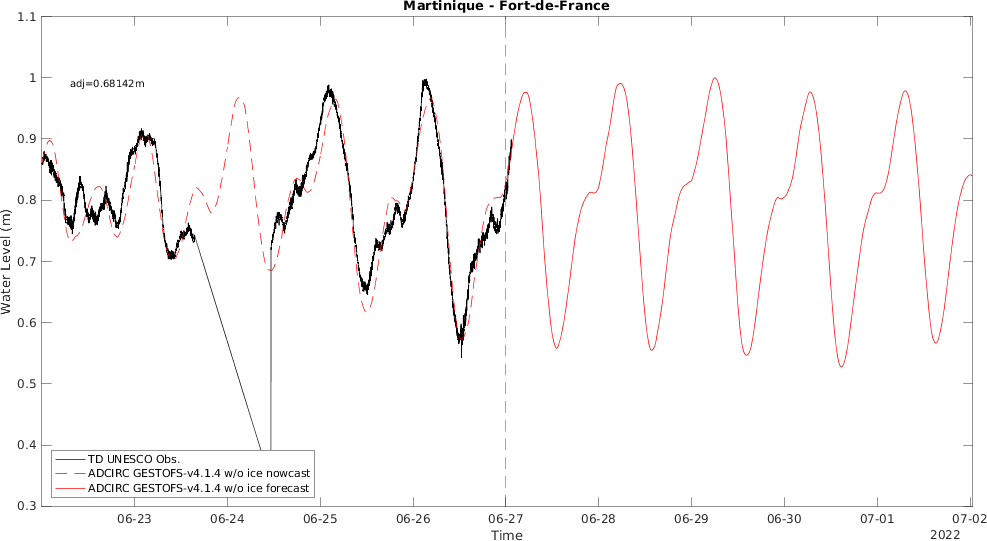 Martinique - Fort-de-France
1.1
1
0.9
0.8
0.7
0.6
0.5
0.4
0.3
Water Level (m)
adj=0.68142m
TD UNESCO Obs.
ADCIRC GESTOFS-v4.1.4 w/o ice nowcast
ADCIRC GESTOFS-v4.1.4 w/o ice forecast
06-23 06-24 06-25 06-26 06-27 06-28 06-29 06-30 07-01 07-02
Time
2022